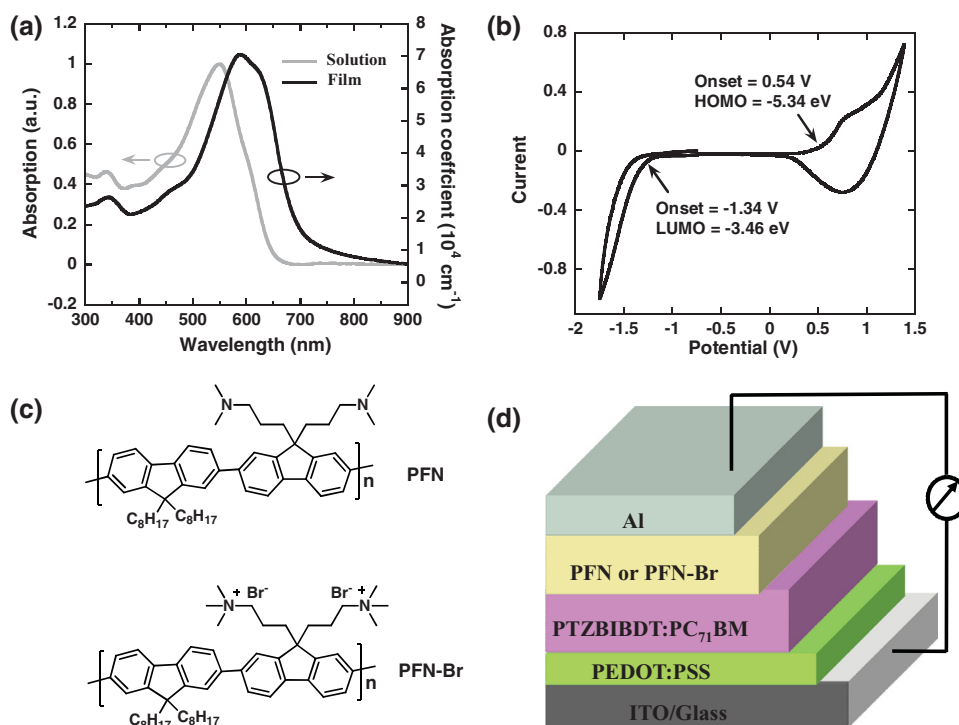 (a)
1.2
1
0.8
0.6
0.4
0.2
0
-0.2
Absorption (a.u.)
Solution
Film
8
7
6
5
4
3
2
1
0
Absorption coeffcient (10⁴ cm⁻¹)
300 400 500 600 700 800 900
Wavelength (nm)
(b)
0.8
0.4
0
-0.4
-0.8
Current
Onset = 0.54 V
HOMO = -5.34 eV
Onset = -1.34 V
LUMO = -3.46 eV
-2 -1.5 -1 -0.5 0 0.5 1 1.5
Potential (V)
(c)
N N
n
C₈H₁₇ C₈H₁₇
PFN
N⁺ Br⁻ Br⁻ N⁺
n
C₈H₁₇ C₈H₁₇
PFN-Br
(d)
Al
PFN or PFN-Br
PTZBIBDT:PC₇₁BM
PEDOT:PSS
ITO/Glass